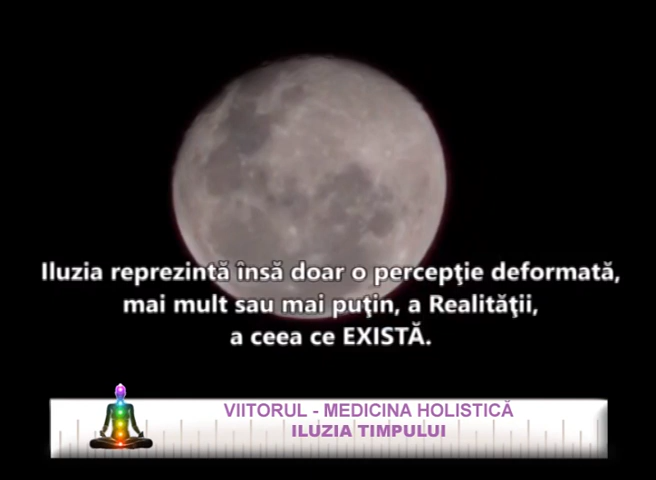 Iluzia reprezintă însă doar o percepţie deformată,
mai mult sau mai puţin, a Realităţii,
a ceea ce EXISTĂ.
VIITORUL - MEDICINA HOLISTICĂ
ILUZIA TIMPULUI